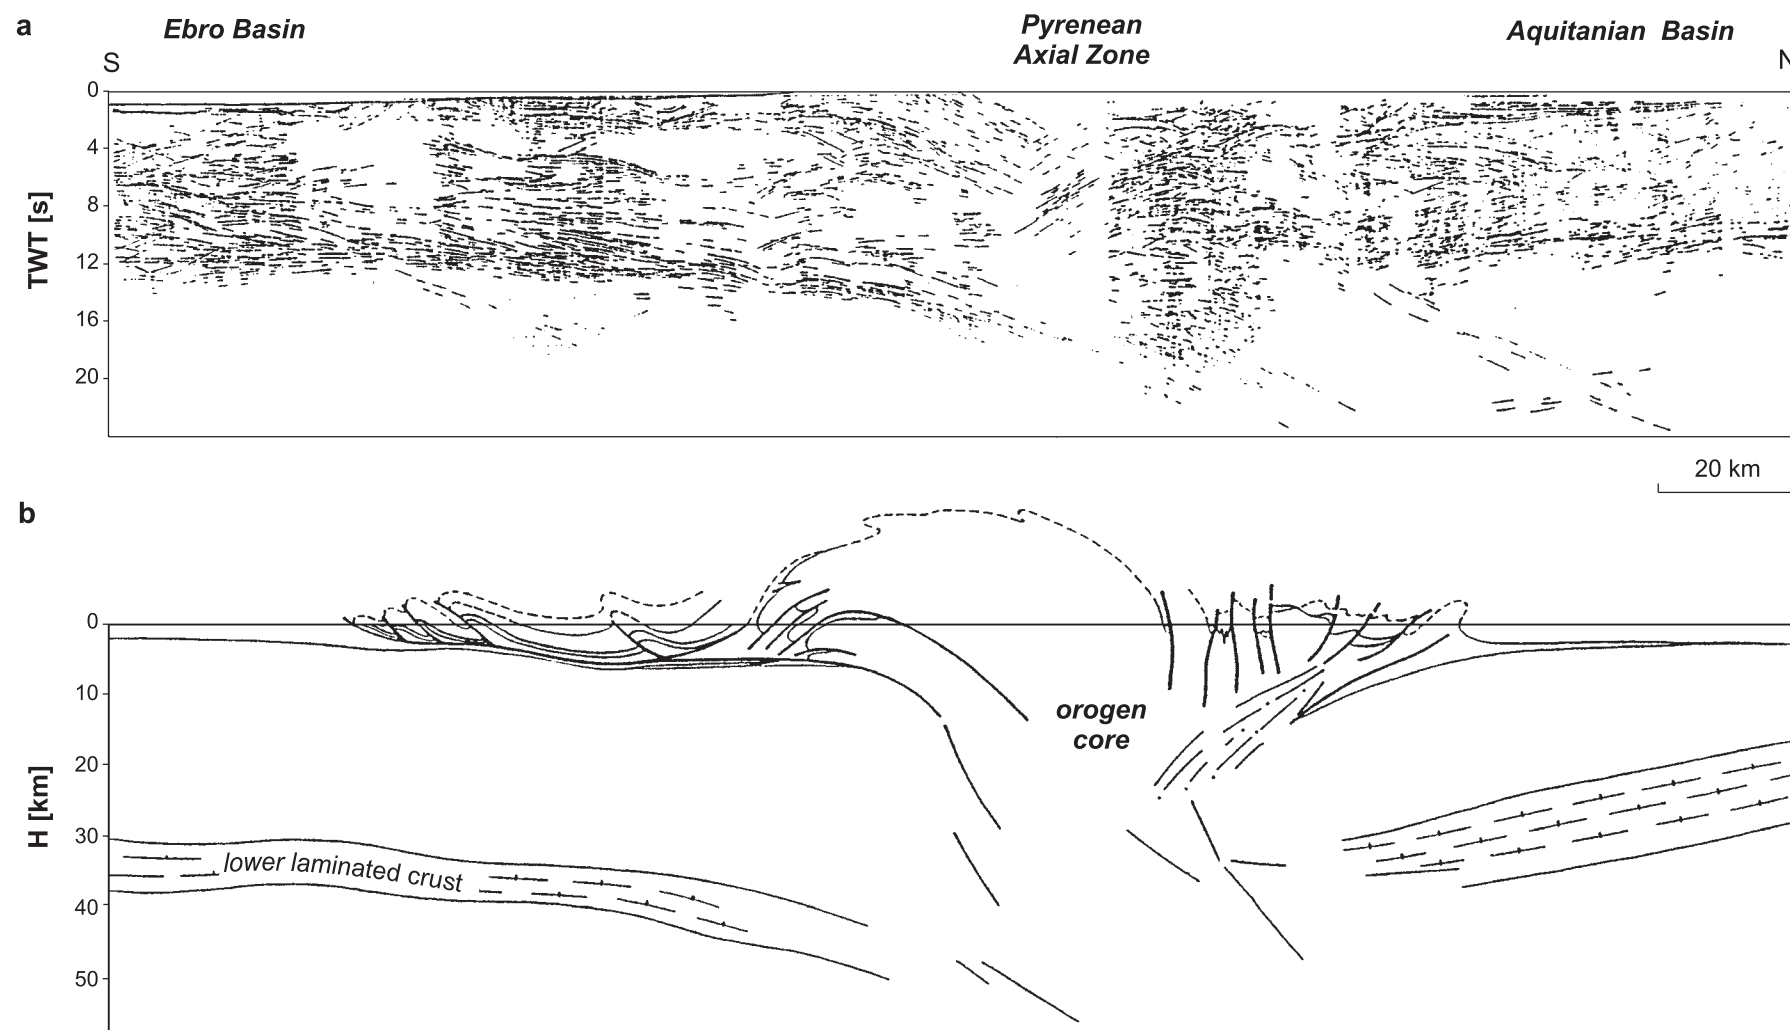 a
Ebro Basin
Pyrenean
Axial Zone
Aquitanian Basin
S
N
0
4
8
12
16
20
TWT [s]
20 km
b
0
10
20
30
40
50
H [km]
orogen
core
lower laminated crust